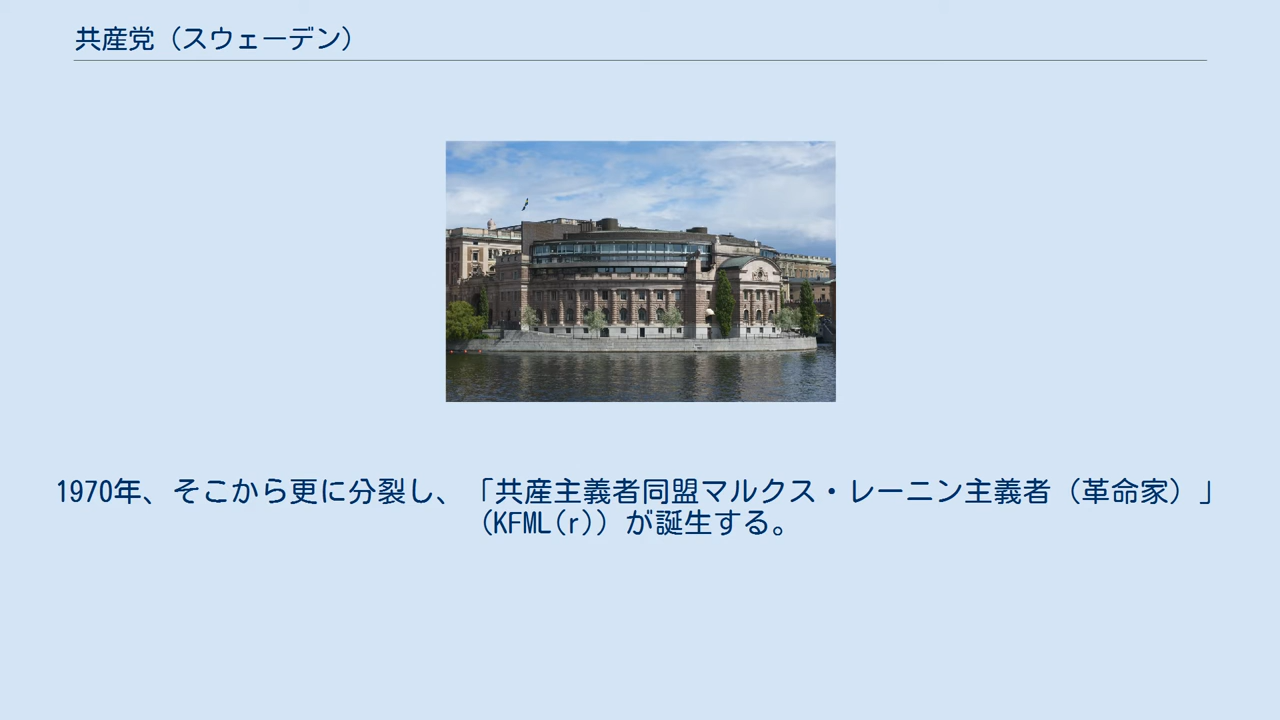 共産党（スウェーデン）
1970年、そこから更に分裂し、「共産主義者同盟マルクス・レーニン主義者（革命家）」
（KFML(r)）が誕生する。